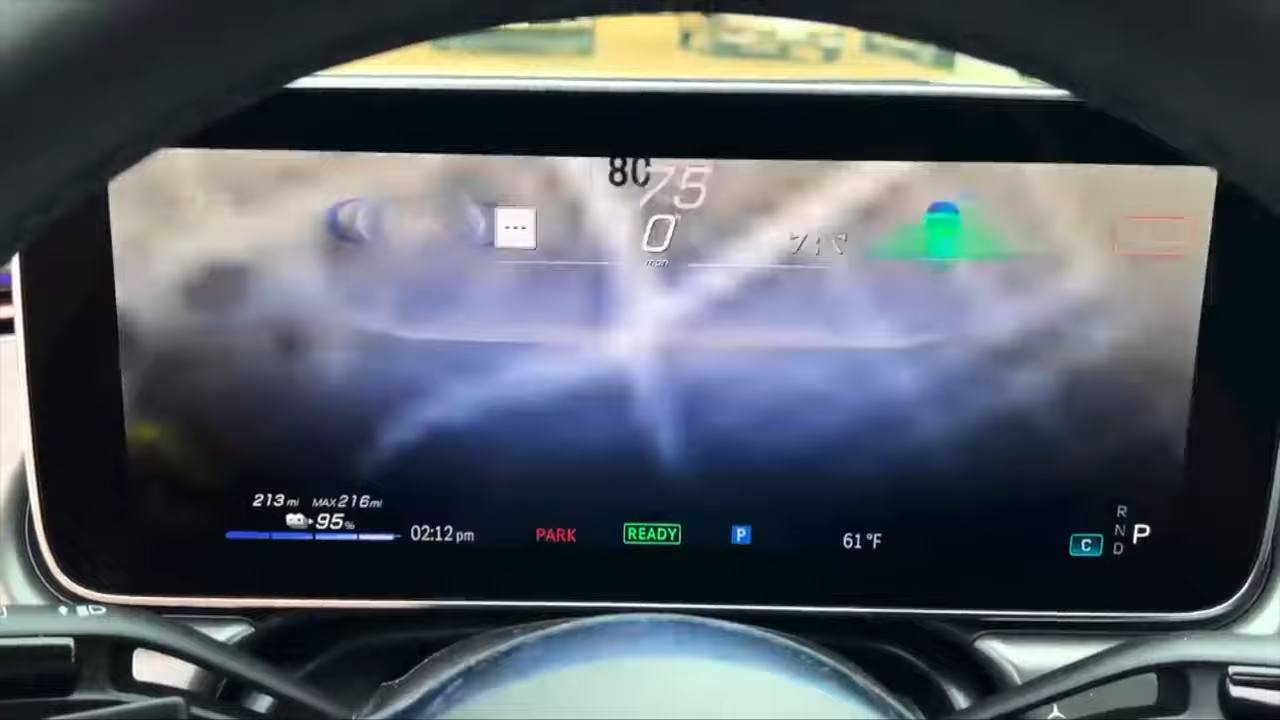 80
75
0
mph
213 mi MAX 216 mi
95%
02:12 pm
PARK
READY
P
61 °F
C
R
N
D
P